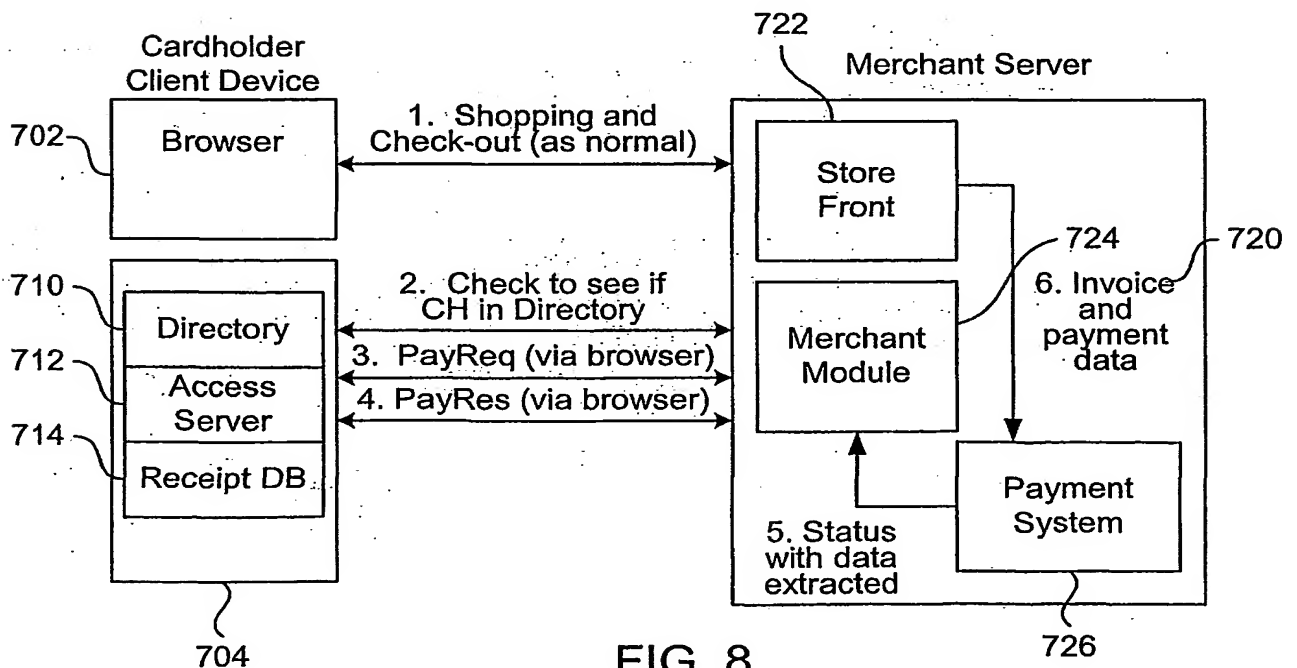 722
Cardholder
Client Device
Merchant Server
1. Shopping and
Check-out (as normal)
702
Browser
Store
Front
724
720
710
2. Check to see if
CH in Directory
6. Invoice
and
payment
data
Directory
3. PayReq (via browser)
Merchant
Module
712
Access
Server
4. PayRes (via browser)
714
Receipt DB
Payment
System
5. Status
with data
extracted
704
726
FIG. 8